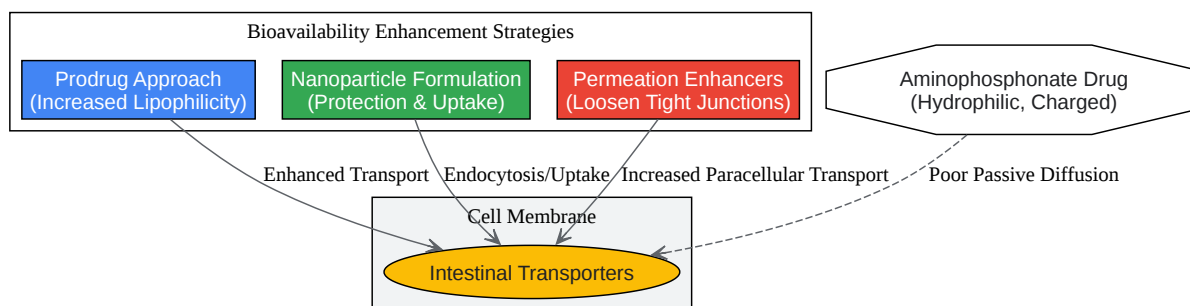 Bioavailability Enhancement Strategies
Prodrug Approach
(Increased Lipophilicity)
Nanoparticle Formulation
(Protection & Uptake)
Permeation Enhancers
(Loosen Tight Junctions)
Aminophosphonate Drug
(Hydrophilic, Charged)
Enhanced Transport
Endocytosis/Uptake
Increased Paracellular Transport
Poor Passive Diffusion
Cell Membrane
Intestinal Transporters